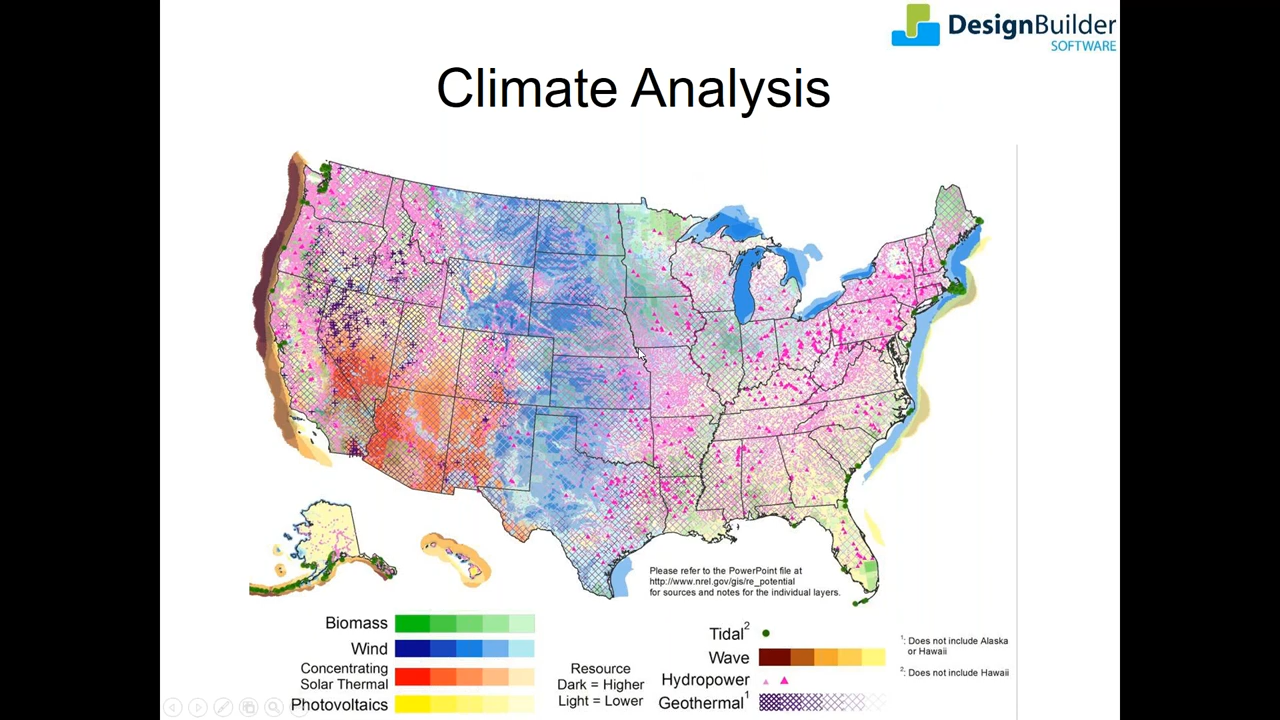 DesignBuilder
SOFTWARE
Climate Analysis
Please refer to the PowerPoint file at
http://www.nrel.gov/gis/re_potential
for sources and notes for the individual layers.
Biomass
Wind
Concentrating
Solar Thermal
Photovoltaics
Resource
Dark = Higher
Light = Lower
Tidal²
Wave
Hydropower
Geothermal¹
¹: Does not include Alaska
or Hawaii
²: Does not include Hawaii